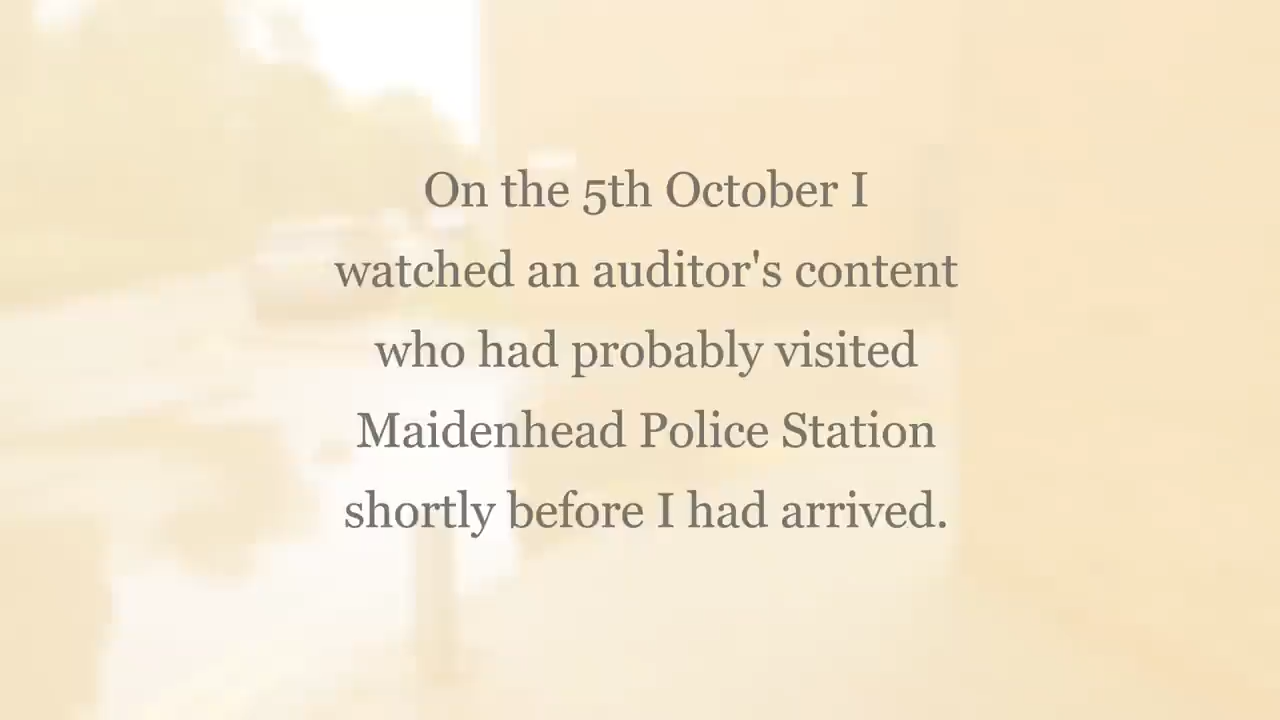 On the 5th October I
watched an auditor's content
who had probably visited
Maidenhead Police Station
shortly before I had arrived.